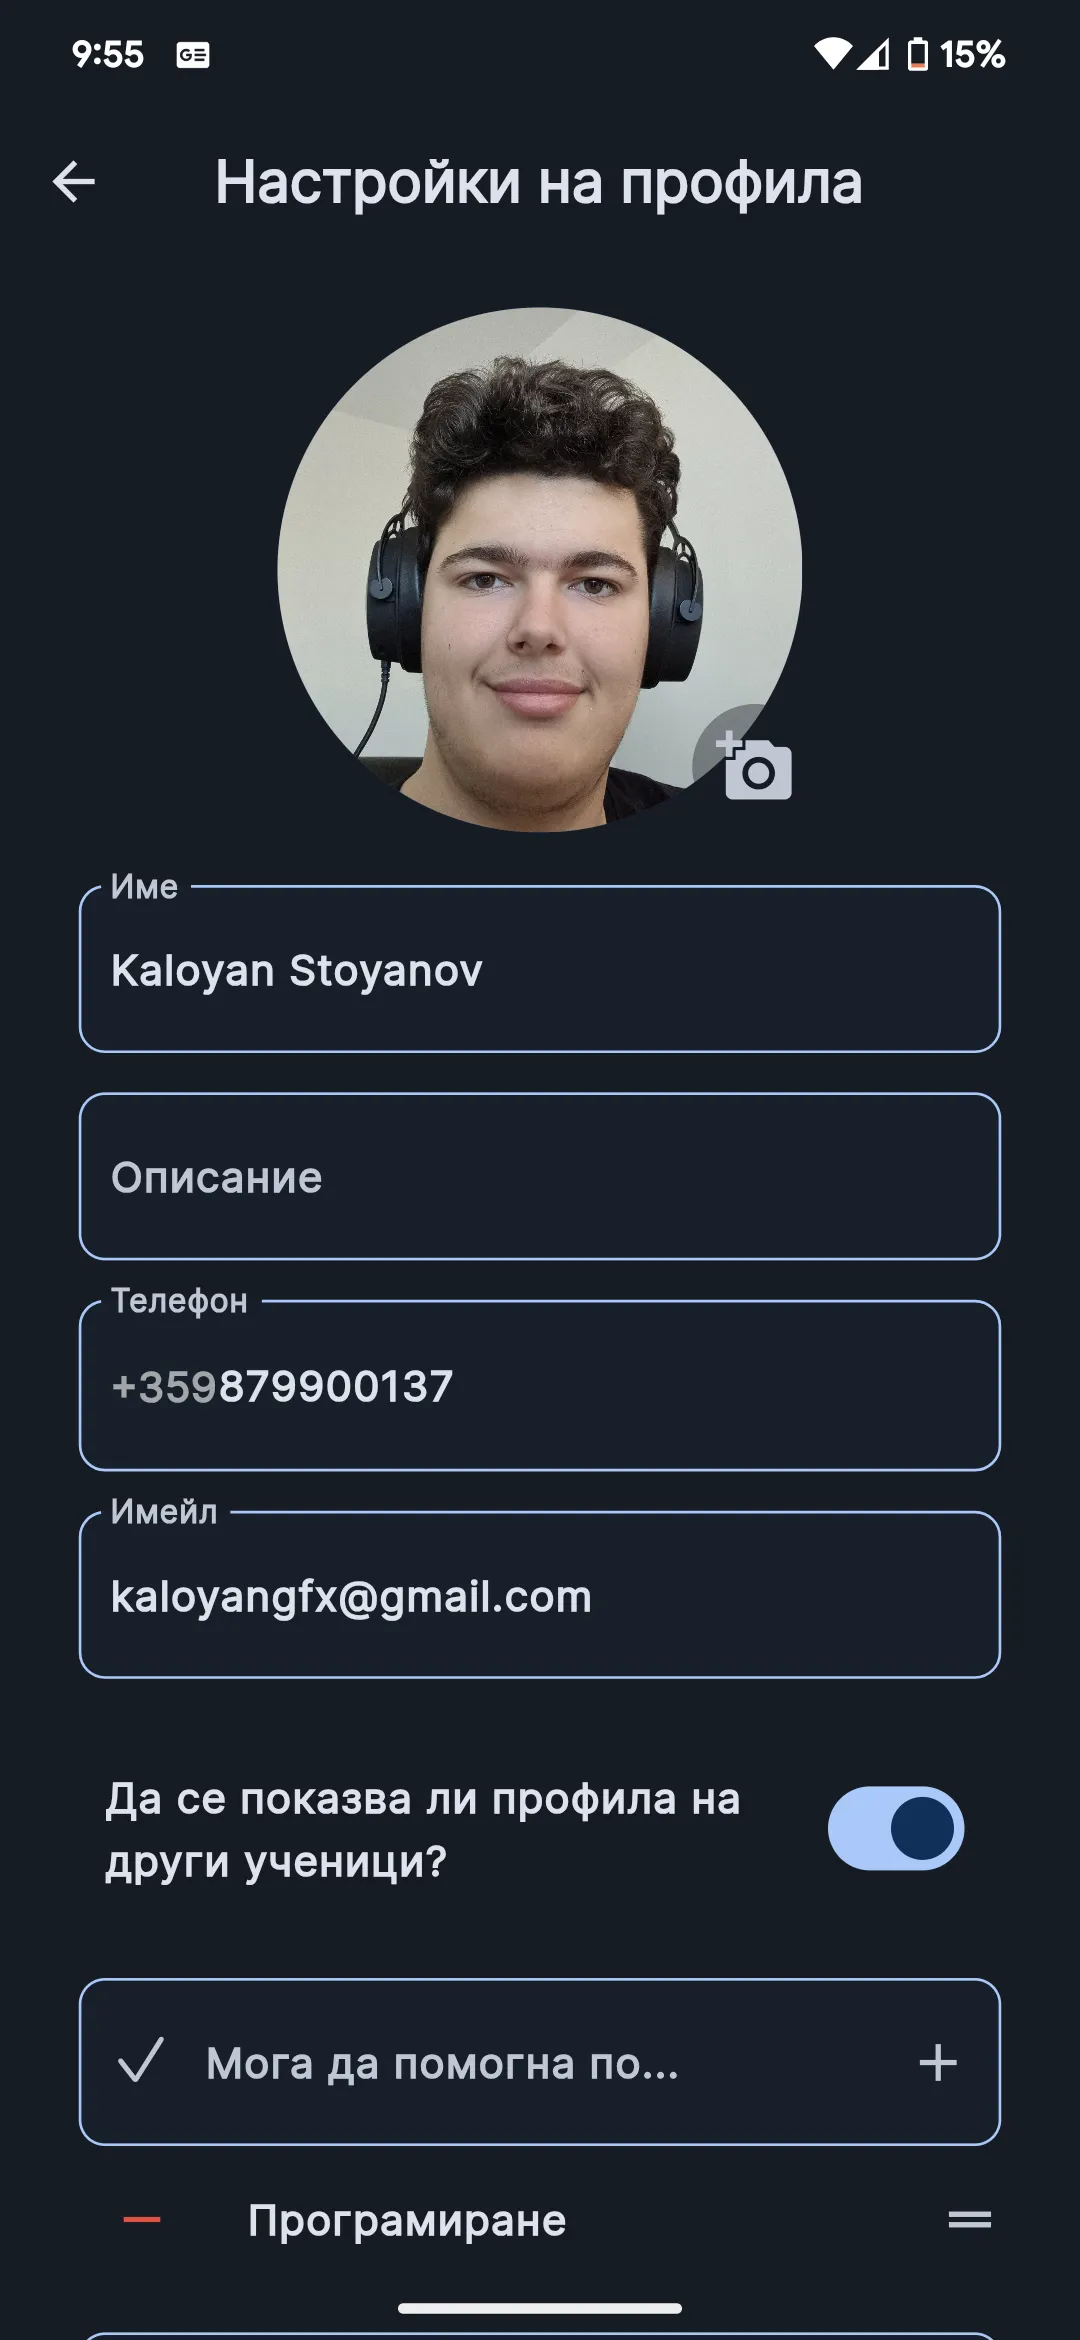 9:55
15%
Настройки на профила
Име
Kaloyan Stoyanov
Описание
Телефон
+359879900137
Имейл
kaloyangfx@gmail.com
Да се показва ли профила на
други ученици?
Мога да помогна по...
Програмиране